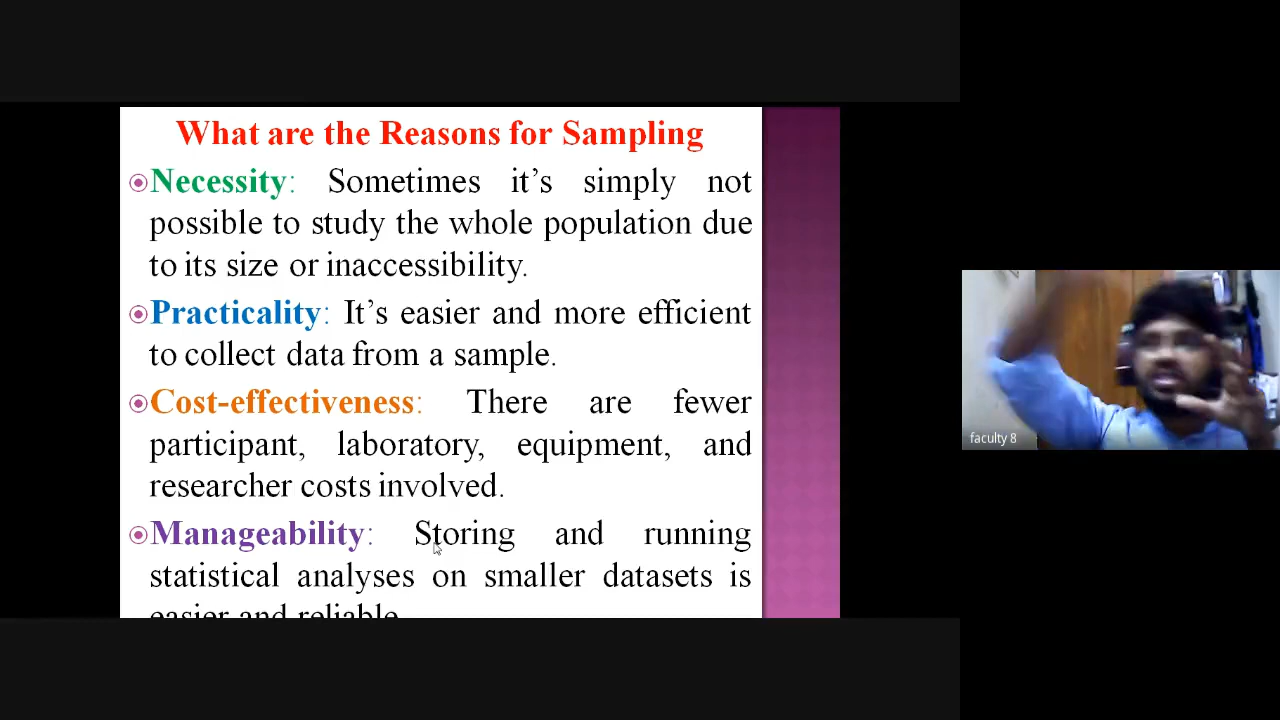 What are the Reasons for Sampling
Necessity: Sometimes it’s simply not
possible to study the whole population due
to its size or inaccessibility.
Practicality: It’s easier and more efficient
to collect data from a sample.
Cost-effectiveness: There are fewer
participant, laboratory, equipment, and
researcher costs involved.
Manageability: Storing and running
statistical analyses on smaller datasets is
easier and reliable
faculty 8